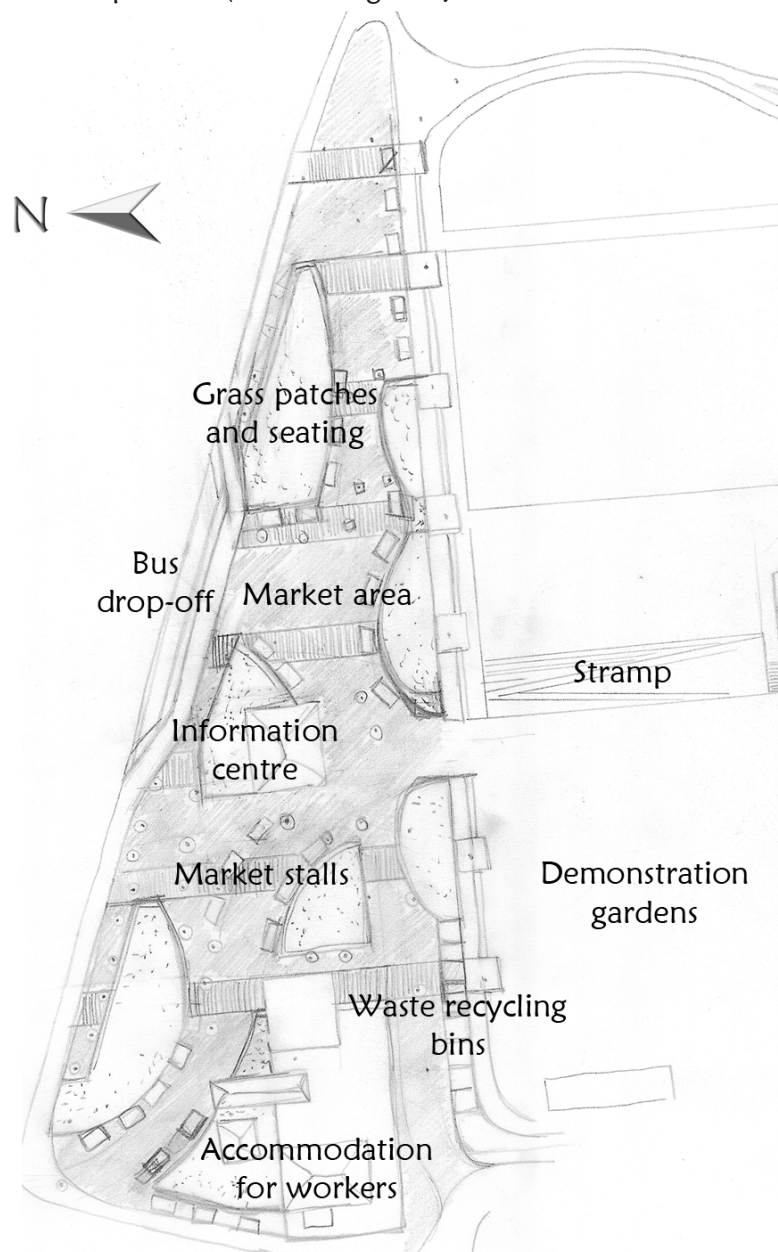 N
Grass patches
and seating
Bus
drop-off
Market area
Stramp
Information
centre
Market stalls
Demonstration
gardens
Waste recycling
bins
Accommodation
for workers